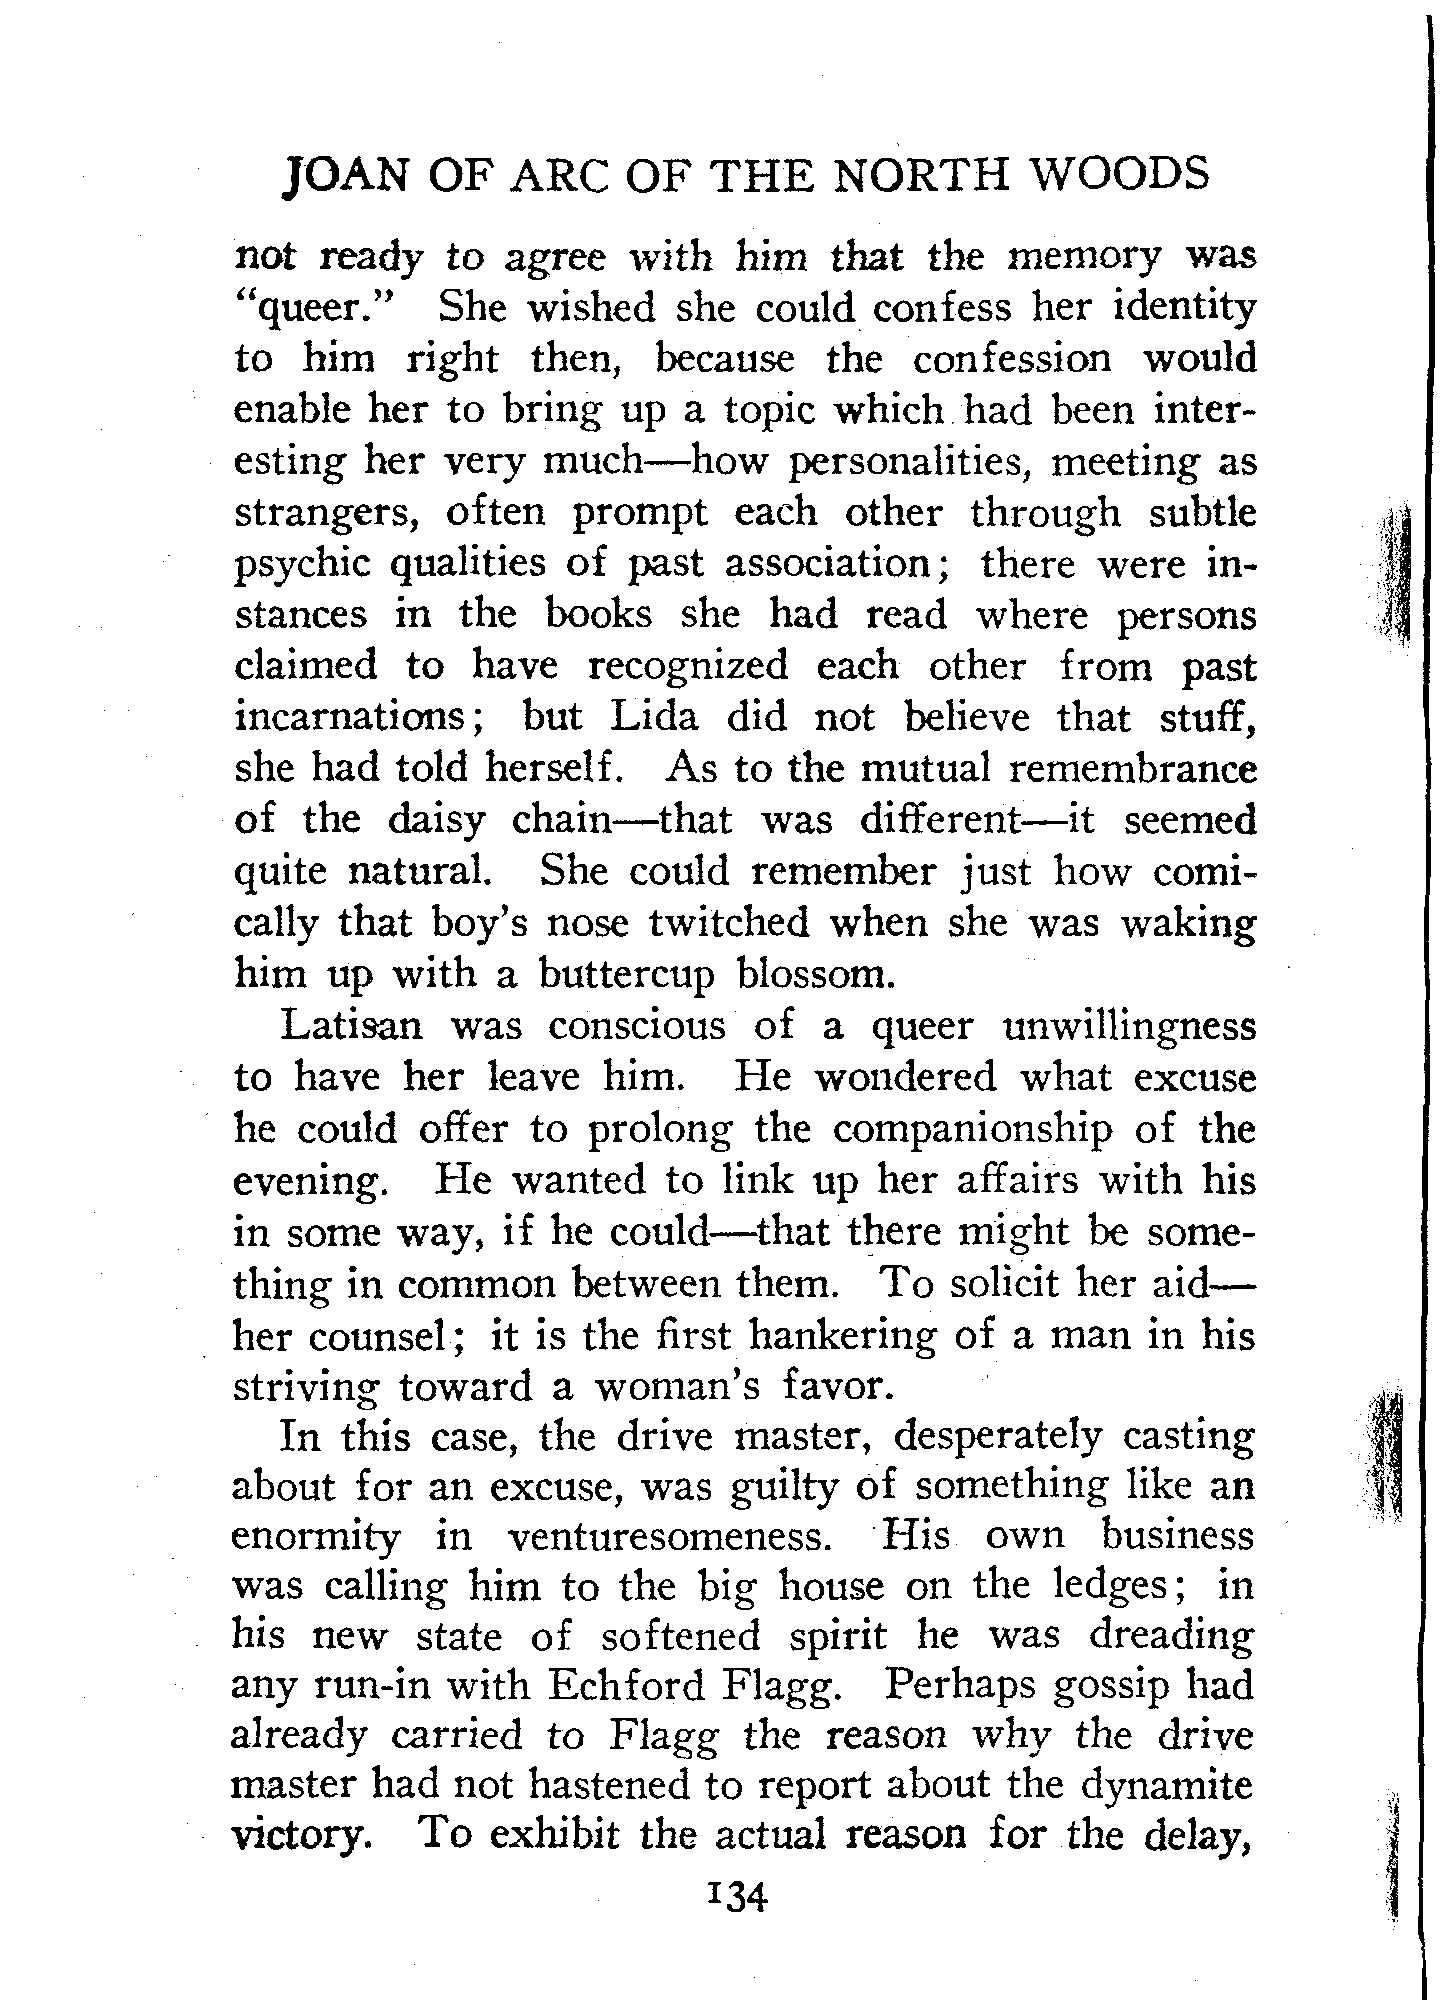 JOAN OF ARC OF THE NORTH WOODS
not ready to agree with him that the memory was
“queer.” She wished she could confess her identity
to him right then, because the confession would
enable her to bring up a topic which had been inter-
esting her very much—how personalities, meeting as
strangers, often prompt each other through subtle
psychic qualities of past association; there were in-
stances in the books she had read where persons
claimed to have recognized each other from past
incarnations; but Lida did not believe that stuff,
she had told herself. As to the mutual remembrance
of the daisy chain—that was different—it seemed
quite natural. She could remember just how comi-
cally that boy's nose twitched when she was waking
him up with a buttercup blossom.
Latisan was conscious of a queer unwillingness
to have her leave him. He wondered what excuse
he could offer to prolong the companionship of the
evening. He wanted to link up her affairs with his
in some way, if he could—that there might be some-
thing in common between them. To solicit her aid—
her counsel; it is the first hankering of a man in his
striving toward a woman's favor.
In this case, the drive master, desperately casting
about for an excuse, was guilty of something like an
enormity in venturesomeness. His own business
was calling him to the big house on the ledges; in
his new state of softened spirit he was dreading
any run-in with Echford Flagg. Perhaps gossip had
already carried to Flagg the reason why the drive
master had not hastened to report about the dynamite
victory. To exhibit the actual reason for the delay,
134